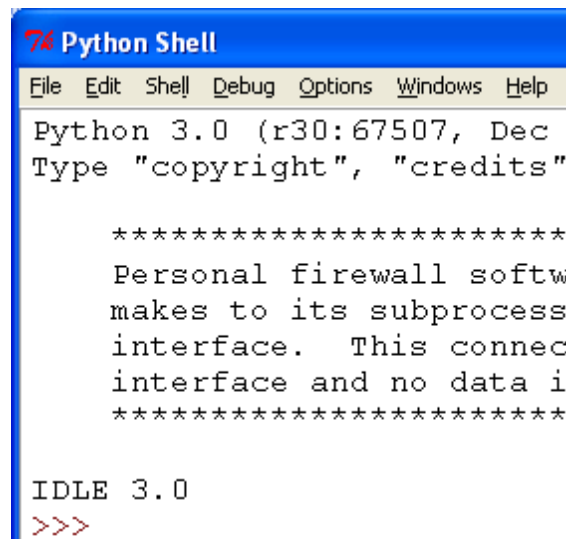 7k Python Shell
File Edit Shell Debug Options Windows Help
Python 3.0 (r30:67507, Dec
Type "copyright", "credits"
*************************
Personal firewall softw
makes to its subprocess
interface.  This connec
interface and no data i
*************************
IDLE 3.0
>>>